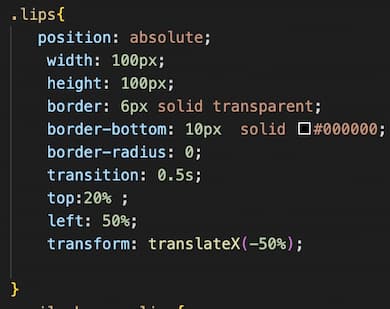 .lips{
position: absolute;
width: 100px;
height: 100px;
border: 6px solid transparent;
border-bottom: 10px  solid #000000;
border-radius: 0;
transition: 0.5s;
top:20% ;
left: 50%;
transform: translateX(-50%);
}